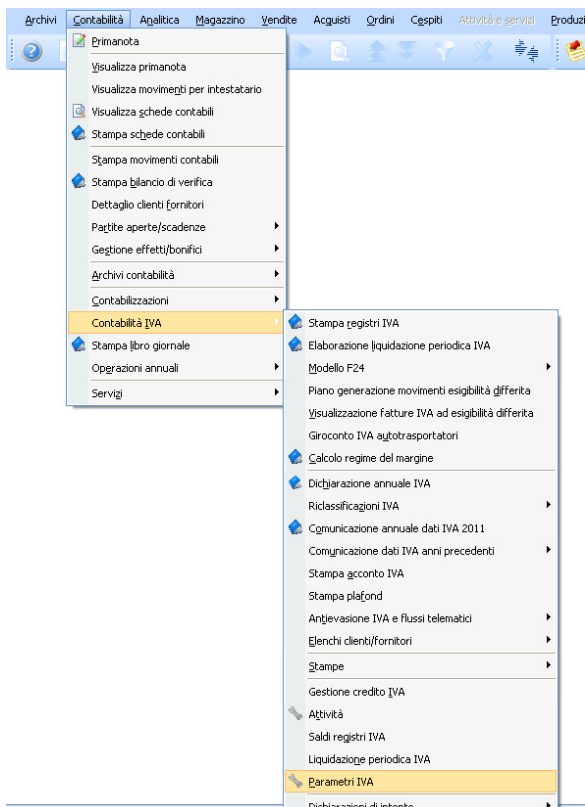 Archivi Contabilità Analitica Magazzino Vendite Acquisti Ordini Cespiti Attività e servizi Produzi
Primanota
Visualizza primanota
Visualizza movimenti per intestatario
Visualizza schede contabili
Stampa schede contabili
Stampa movimenti contabili
Stampa bilancio di verifica
Dettaglio clienti fornitori
Partite aperte/scadenze
Gestione effetti/bonifici
Archivi contabilità
Contabilizzazioni
Contabilità IVA
Stampa libro giornale
Operazioni annuali
Servizi
Stampa registri IVA
Elaborazione liquidazione periodica IVA
Modello F24
Piano generazione movimenti esigibilità differita
Visualizzazione fatture IVA ad esigibilità differita
Giroconto IVA autotrasportatori
Calcolo regime del margine
Dichiarazione annuale IVA
Riclassificazioni IVA
Comunicazione annuale dati IVA 2011
Comunicazione dati IVA anni precedenti
Stampa acconto IVA
Stampa plafond
Antievasione IVA e flussi telematici
Elenchi clienti/fornitori
Stampe
Gestione credito IVA
Attività
Saldi registri IVA
Liquidazione periodica IVA
Parametri IVA
Dichiarazioni di intento